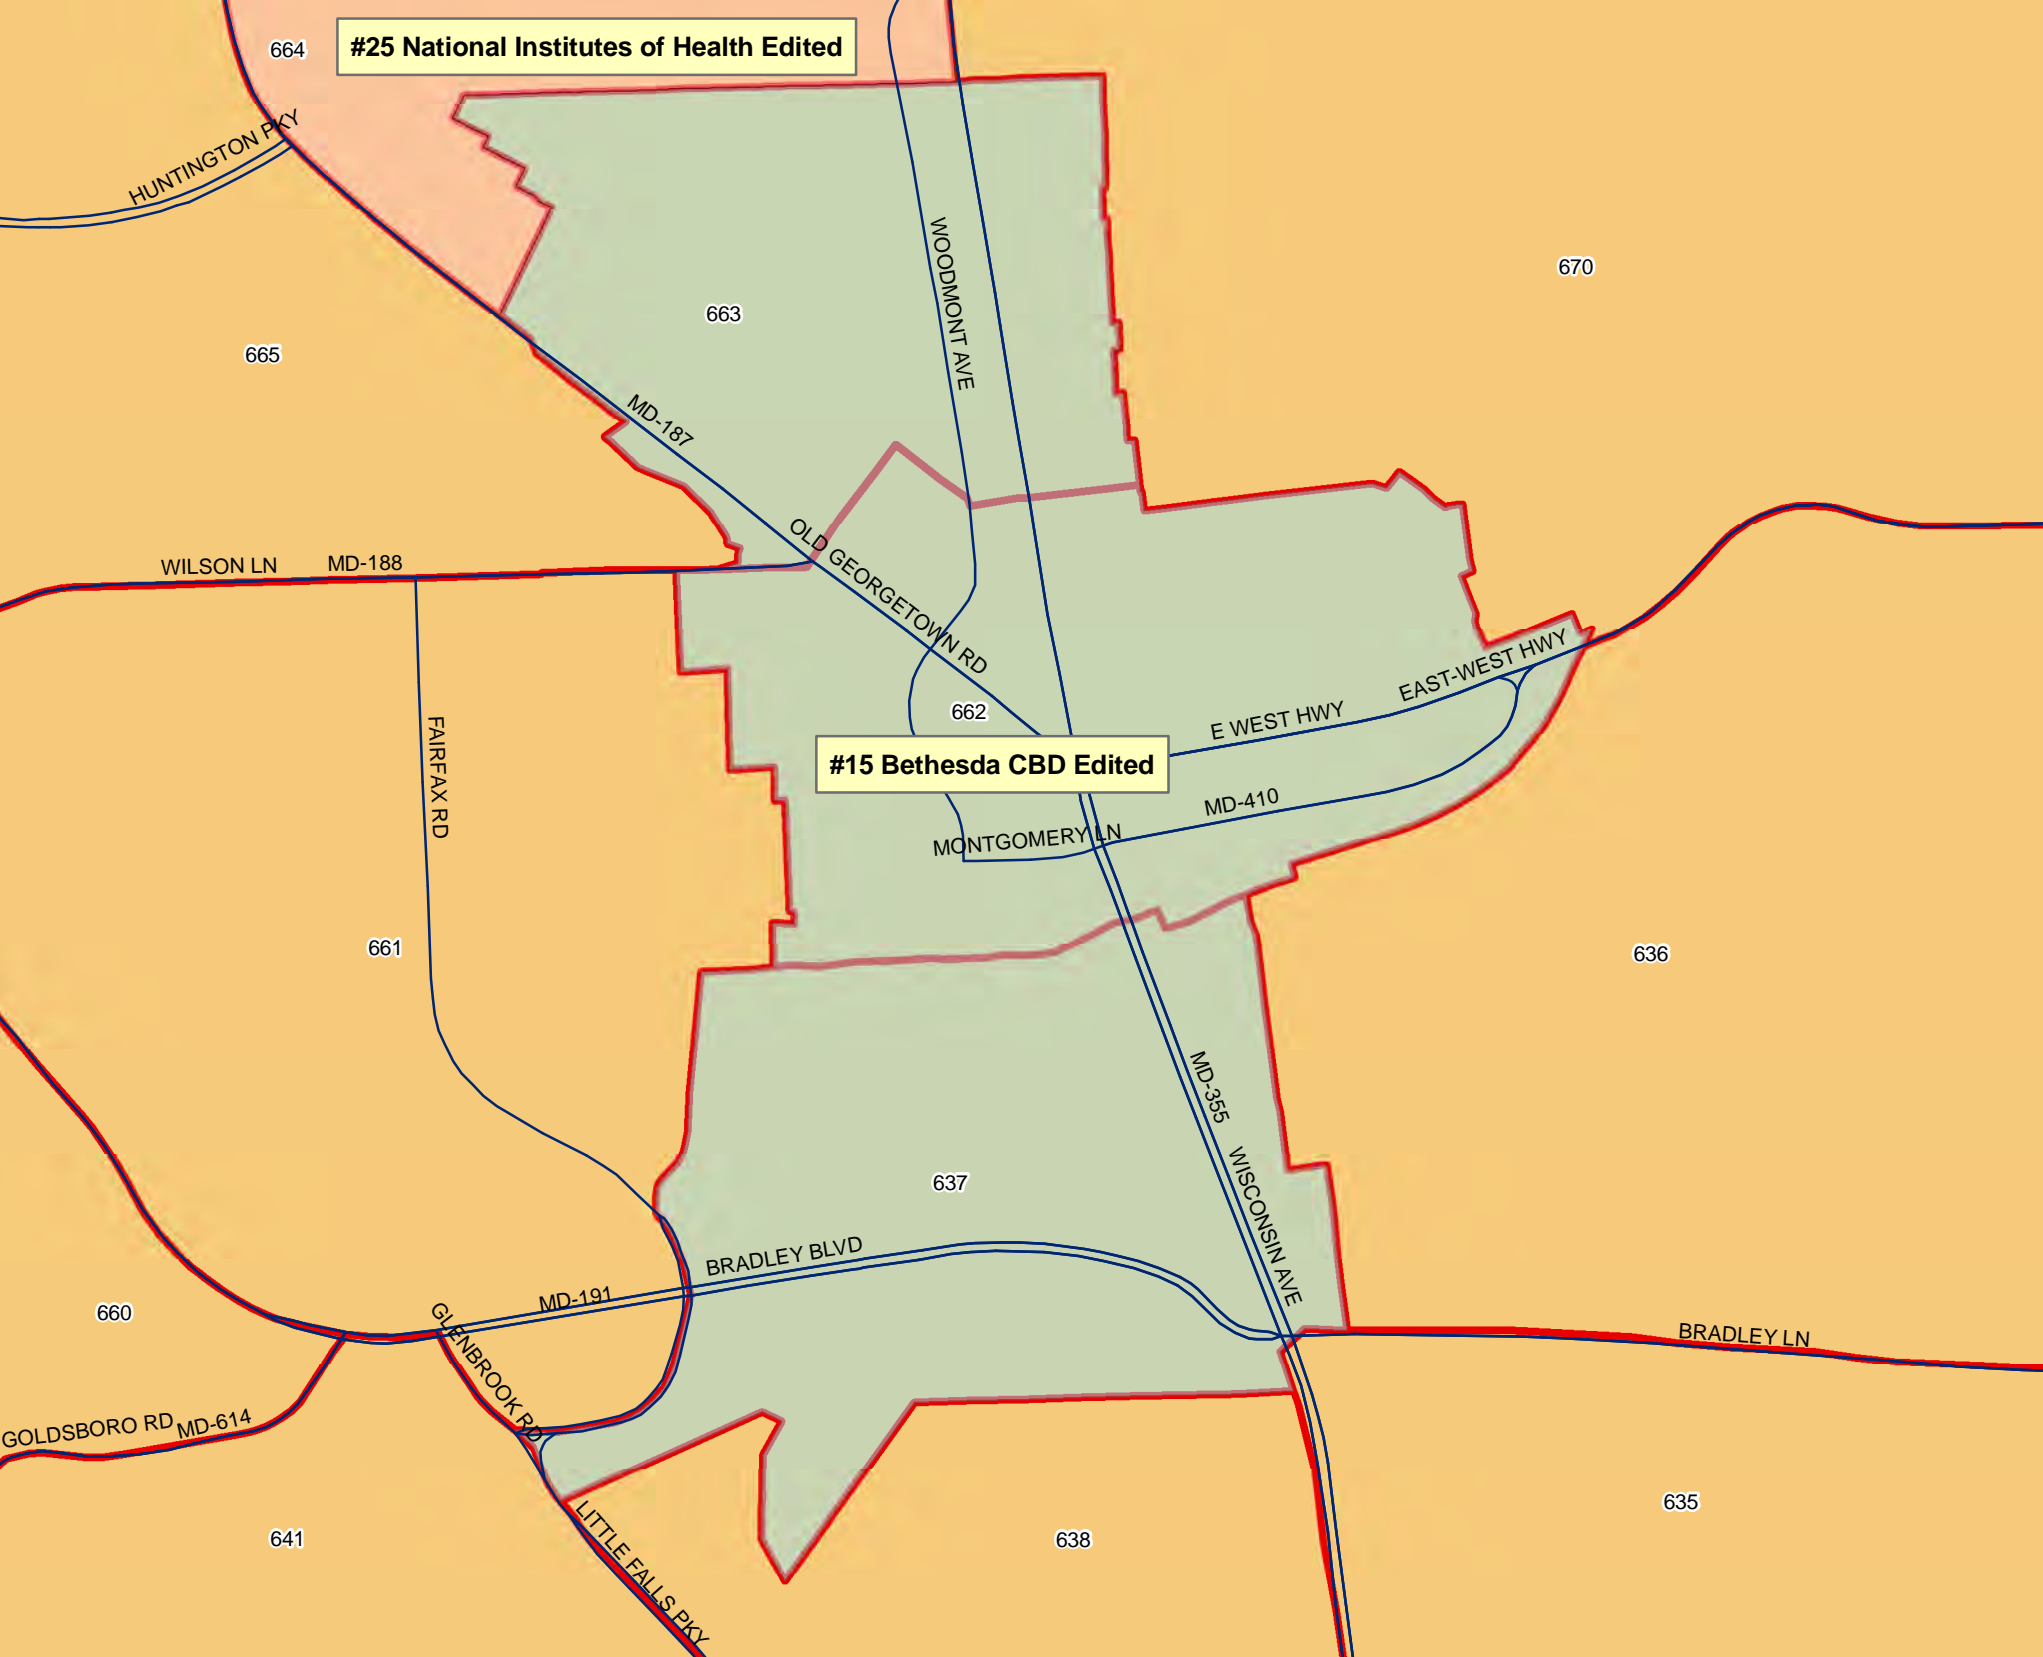 #25 National Institutes of Health Edited
664
HUNTINGTON PKY
WOODMONT AVE
670
663
665
MD-187
OLD GEORGETOWN RD
WILSON LN
MD-188
EAST-WEST HWY
E WEST HWY
662
#15 Bethesda CBD Edited
FAIRFAX RD
MD-410
MONTGOMERY LN
661
636
MD-355
637
WISCONSIN AVE
BRADLEY BLVD
MD-191
660
GLENBROOK RD
BRADLEY LN
GOLDSBORO RD
MD-614
635
641
638
LITTLE FALLS PKY